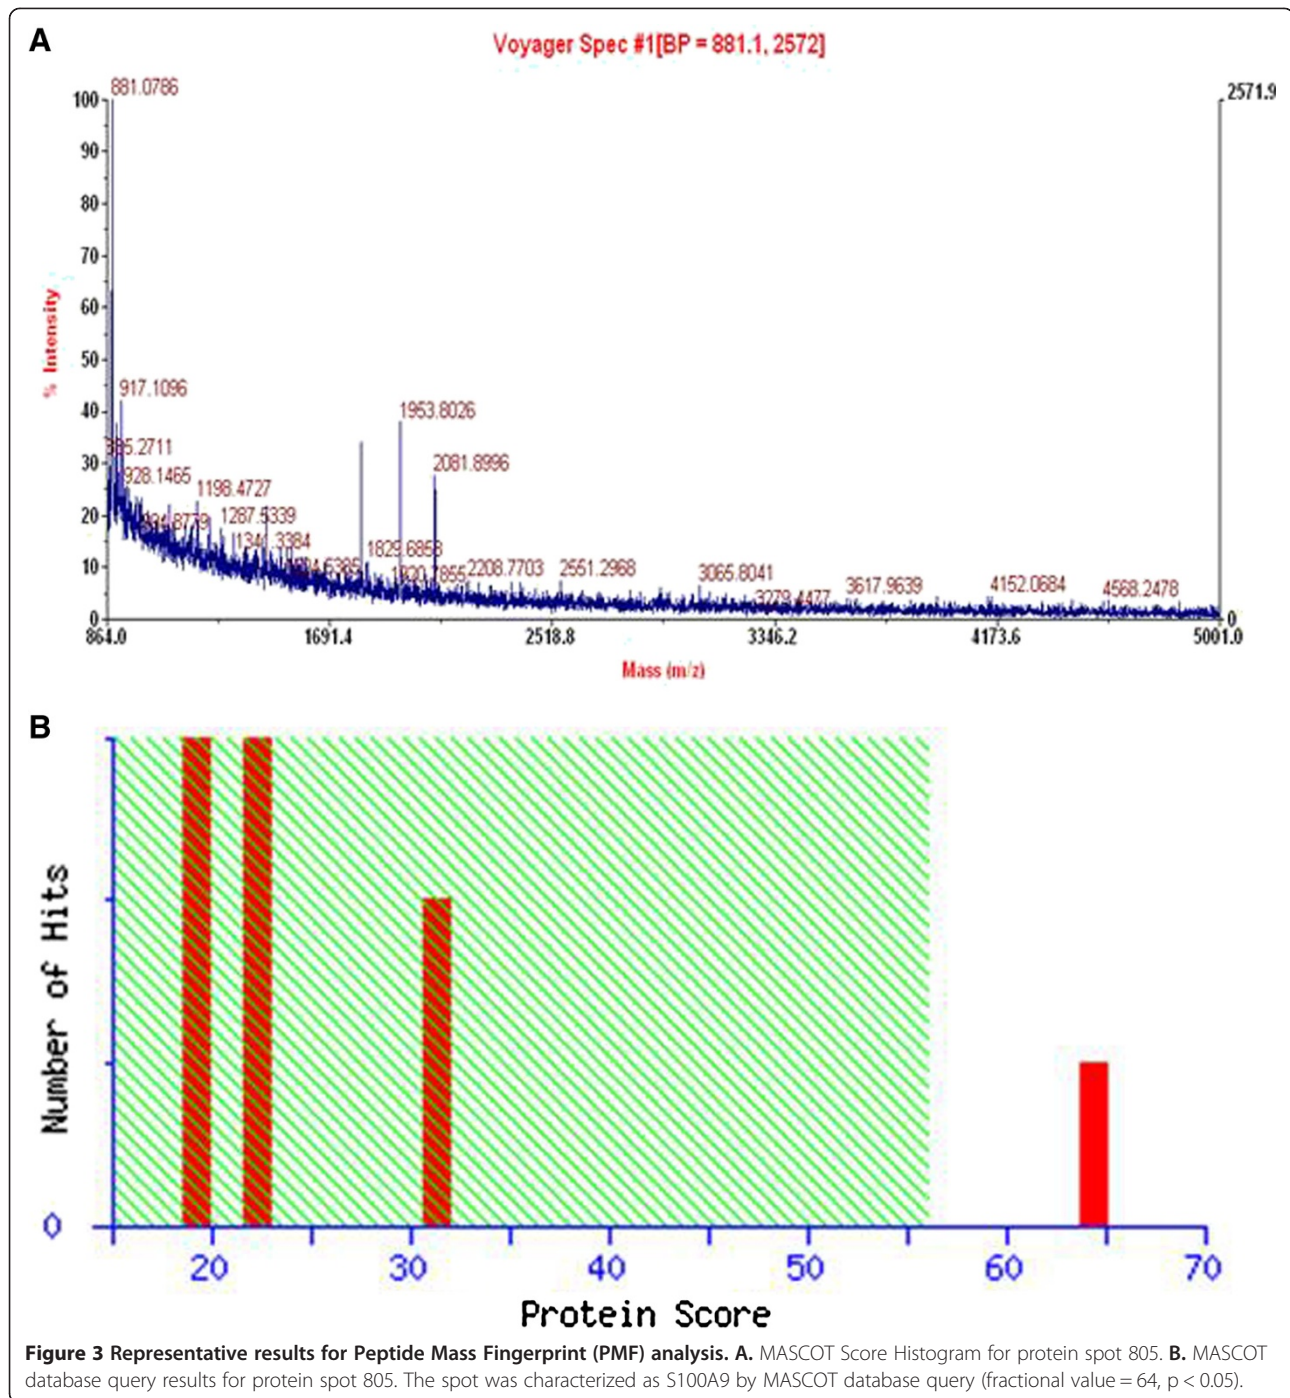 A
Voyager Spec #1[BP = 881.1, 2572]
881.0786
100
2571.9
90
80
70
60
50
40
30
20
10
0
0
% Intensity
917.1096
1953.8026
2081.8996
928.1465
1198.4727
1287.5339
3384
1829.6853
2208.7703
2551.2968
3065.8041
3279.4477
3617.9639
4152.0684
4568.2478
864.0 1691.4 2518.8 3346.2 4173.6 5001.0
Mass (m/z)
B
Number of Hits
0
20 30 40 50 60 70
Protein Score
Figure 3 Representative results for Peptide Mass Fingerprint (PMF) analysis. A. MASCOT Score Histogram for protein spot 805. B. MASCOT
database query results for protein spot 805. The spot was characterized as S100A9 by MASCOT database query (fractional value = 64, p < 0.05).